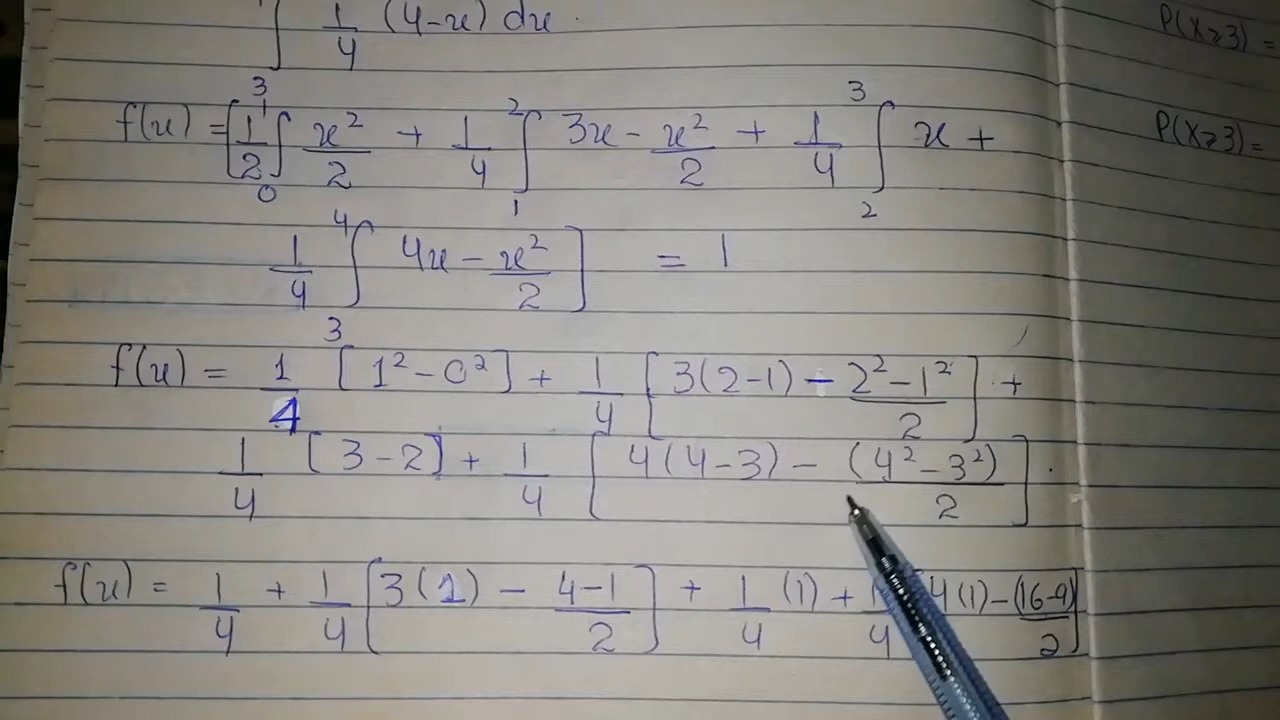 ∫ 1/4 (4-x) dx.
P(X≥3) =
f(x) = [1/2 ∫₀¹ x²/2 + 1/4 ∫₁² 3x - x²/2 + 1/4 ∫₂³ x +
P(X≥3) =
1/4 ∫₃⁴ 4x - x²/2] = 1
f(x) = 1/4 [1² - 0²] + 1/4 [3(2-1) - 2² - 1²/2] +
1/4 [3-2] + 1/4 [4(4-3) - (4² - 3²)/2].
f(x) = 1/4 + 1/4 [3(1) - 4-1/2] + 1/4 (1) + 1/4 [4(1) - (16-9)/2]